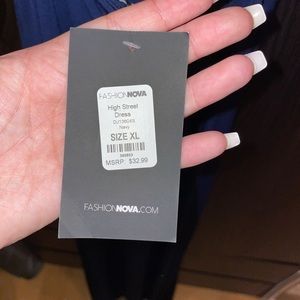 FASHIONNOVA
High Street
Dress
Navy
SIZE XL
MSRP: $32.99
FASHIONNOVA.COM